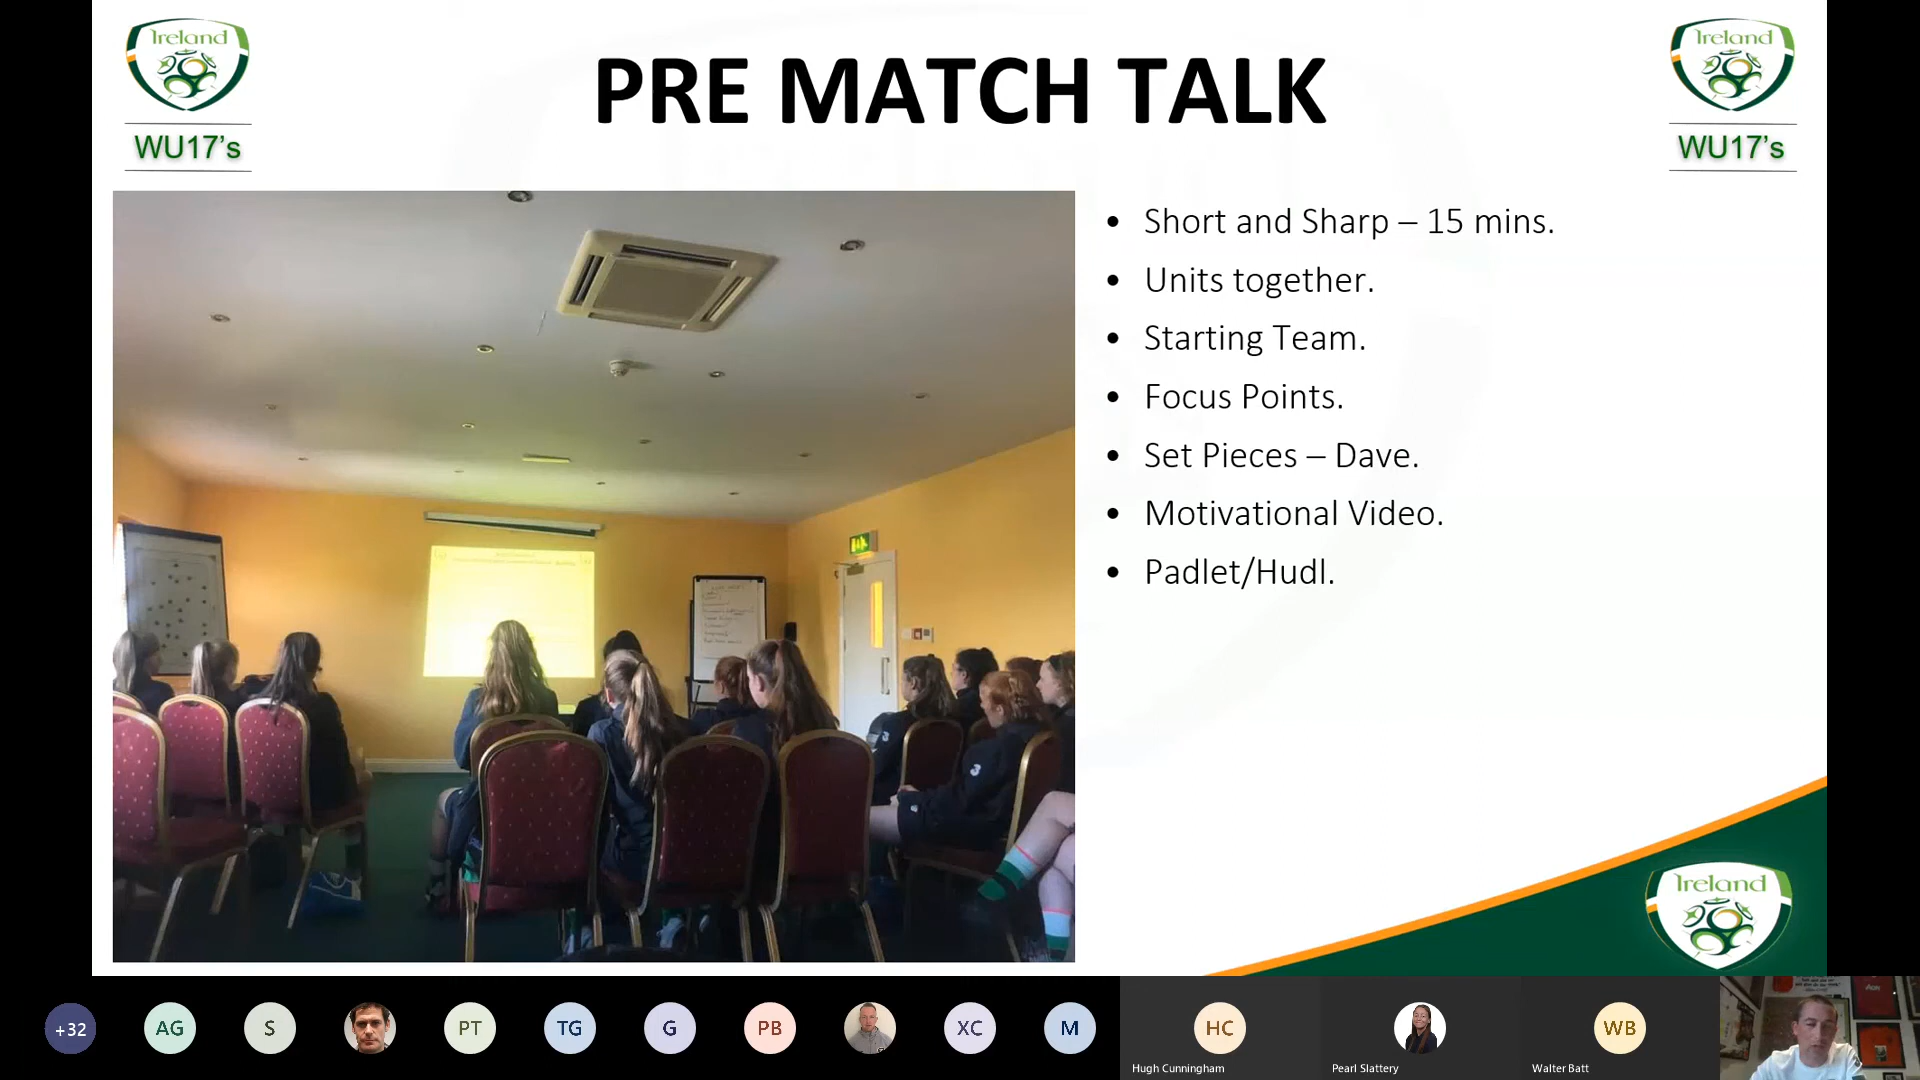 Ireland
WU17's
PRE MATCH TALK
Ireland
WU17's
• Short and Sharp – 15 mins.
• Units together.
• Starting Team.
• Focus Points.
• Set Pieces – Dave.
• Motivational Video.
• Padlet/Hudl.
3
Ireland
+32
AG
S
PT
TG
G
PB
XC
M
HC
Hugh Cunningham
Pearl Slattery
WB
Walter Batt